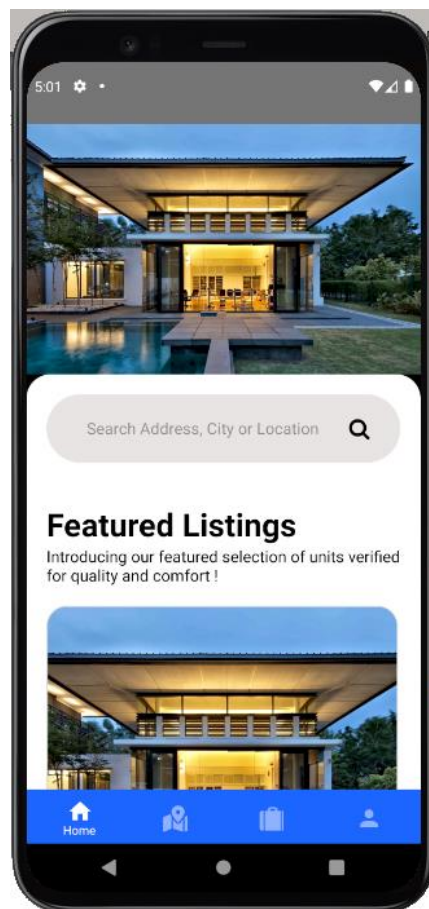 5:01
Search Address, City or Location
Featured Listings
Introducing our featured selection of units verified
for quality and comfort !
Home